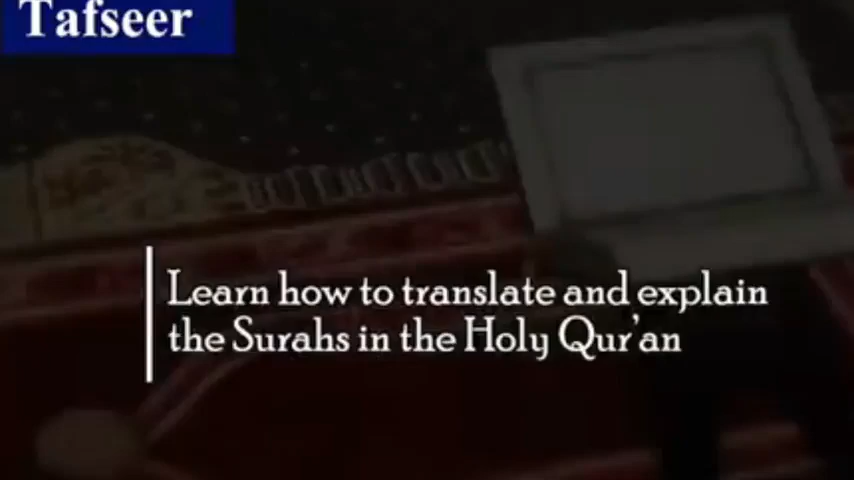 Tafseer
Learn how to translate and explain
the Surahs in the Holy Qur'an